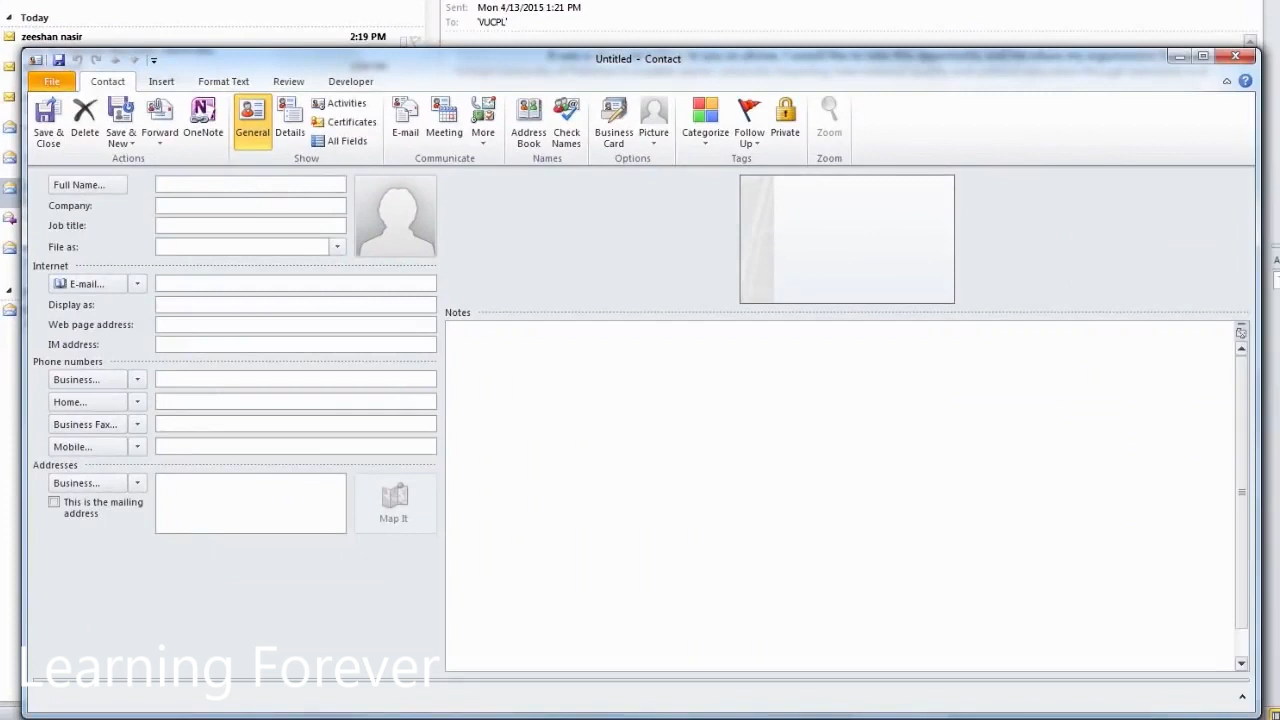 Today
Sent: Mon 4/13/2015 1:21 PM
To: 'VUCPL'
zeeshan nasir 2:19 PM
Untitled - Contact
File Contact Insert Format Text Review Developer
Save & Close
Delete
Save & New
Forward
OneNote
General
Details
Activities
Certificates
All Fields
E-mail
Meeting
More
Address Book
Check Names
Business Card
Picture
Categorize
Follow Up
Private
Zoom
Actions Show Communicate Names Options Tags Zoom
Full Name...
Company:
Job title:
File as:
Internet
E-mail...
Display as:
Web page address:
IM address:
Phone numbers
Business...
Home...
Business Fax...
Mobile...
Addresses
Business...
This is the mailing
address
Map It
Notes
Learning Forever